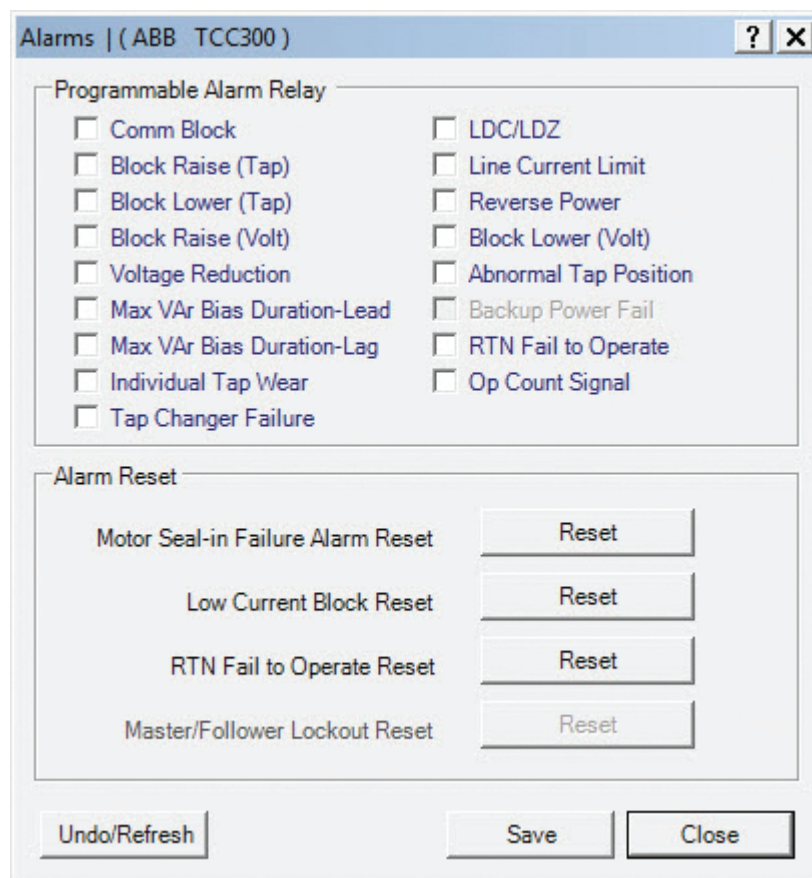 Alarms | ( ABB TCC300 )
?
Programmable Alarm Relay
Comm Block
Block Raise (Tap)
Block Lower (Tap)
Block Raise (Volt)
Voltage Reduction
Max VAr Bias Duration-Lead
Max VAr Bias Duration-Lag
Individual Tap Wear
Tap Changer Failure
LDC/LDZ
Line Current Limit
Reverse Power
Block Lower (Volt)
Abnormal Tap Position
Backup Power Fail
RTN Fail to Operate
Op Count Signal
Alarm Reset
Motor Seal-in Failure Alarm Reset Reset
Low Current Block Reset Reset
RTN Fail to Operate Reset Reset
Master/Follower Lockout Reset Reset
Undo/Refresh Save Close